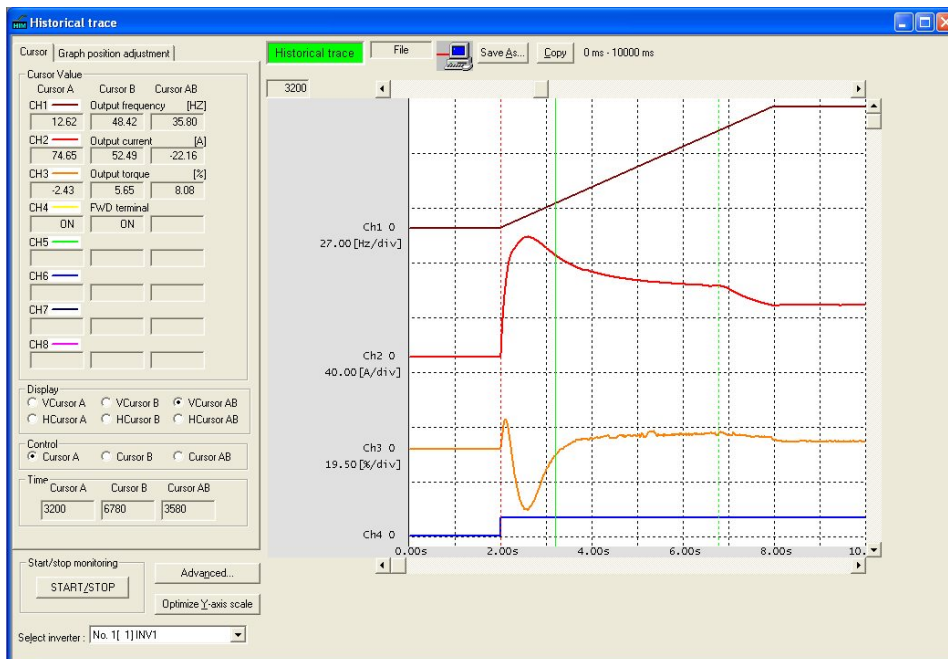 Historical trace
Cursor Graph position adjustment
Historical trace File Save As... Copy 0 ms - 10000 ms
Cursor Value
Cursor A Cursor B Cursor AB
CH1 Output frequency [HZ]
12.62 48.42 35.80
CH2 Output current [A]
74.65 52.49 -22.16
CH3 Output torque [%]
-2.43 5.65 8.08
CH4 FWD terminal
ON ON
CH5
CH6
CH7
CH8
Display
VCursor A VCursor B VCursor AB
HCursor A HCursor B HCursor AB
Control
Cursor A Cursor B Cursor AB
Time
Cursor A Cursor B Cursor AB
3200 6780 3580
Start/stop monitoring
START/STOP
Advanced...
Optimize Y-axis scale
Select inverter : No. 1[ 1] INV1
3200
Ch1 0
27.00[Hz/div]
Ch2 0
40.00[A/div]
Ch3 0
19.50[%/div]
Ch4 0
0.00s 2.00s 4.00s 6.00s 8.00s 10.